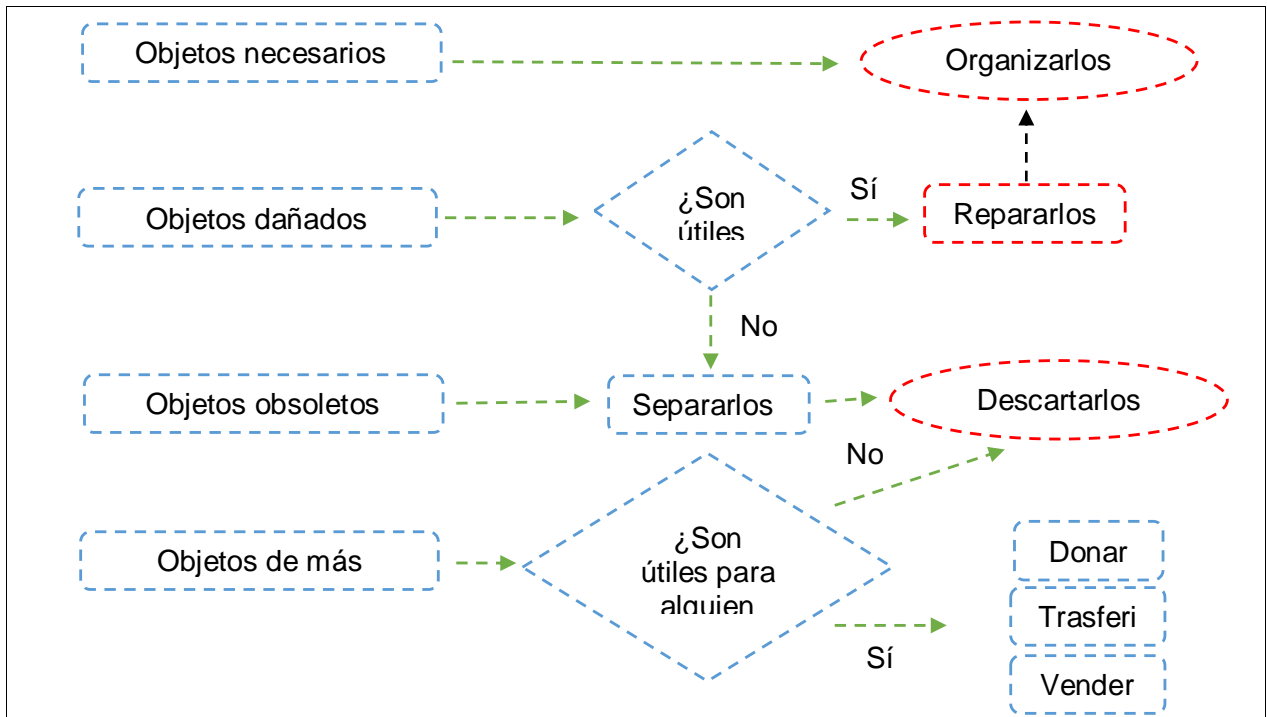 Objetos necesarios
Organizarlos
Objetos dañados
¿Son
útiles
Sí
Repararlos
No
Objetos obsoletos
Separarlos
Descartarlos
No
Objetos de más
¿Son
útiles para
alguien
Sí
Donar
Trasferi
Vender